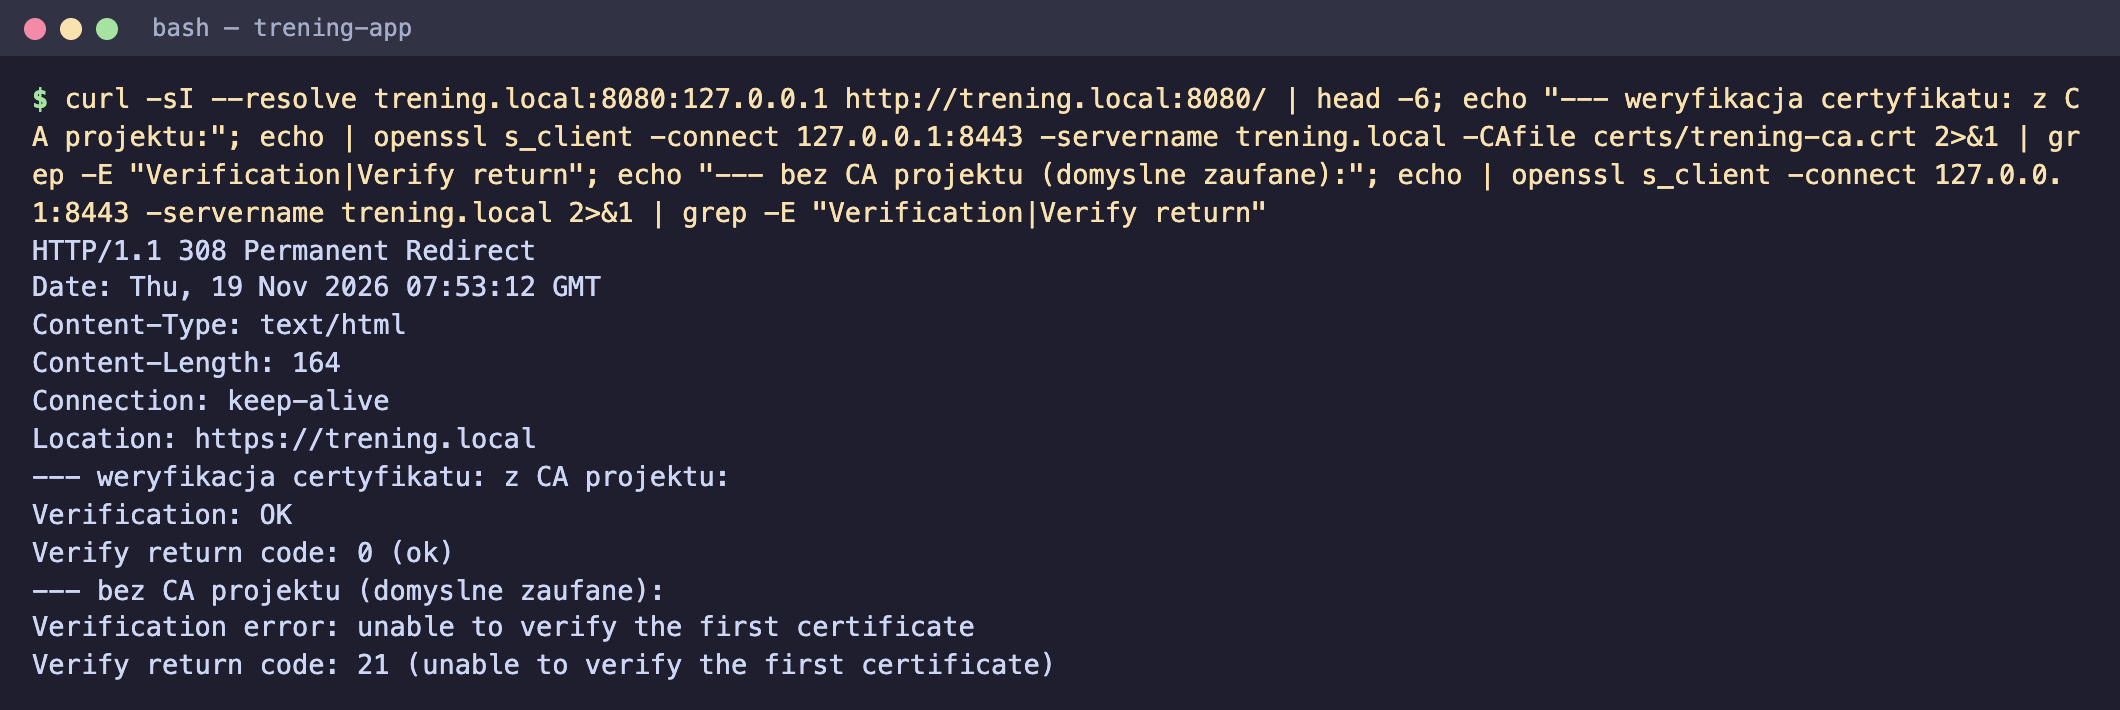 bash — trening-app
$ curl -sI --resolve trening.local:8080:127.0.0.1 http://trening.local:8080/ | head -6; echo "--- weryfikacja certyfikatu: z C
A projektu:"; echo | openssl s_client -connect 127.0.0.1:8443 -servername trening.local -CAfile certs/trening-ca.crt 2>&1 | gr
ep -E "Verification|Verify return"; echo "--- bez CA projektu (domyslne zaufane):"; echo | openssl s_client -connect 127.0.0.
1:8443 -servername trening.local 2>&1 | grep -E "Verification|Verify return"
HTTP/1.1 308 Permanent Redirect
Date: Thu, 19 Nov 2026 07:53:12 GMT
Content-Type: text/html
Content-Length: 164
Connection: keep-alive
Location: https://trening.local
--- weryfikacja certyfikatu: z CA projektu:
Verification: OK
Verify return code: 0 (ok)
--- bez CA projektu (domyslne zaufane):
Verification error: unable to verify the first certificate
Verify return code: 21 (unable to verify the first certificate)